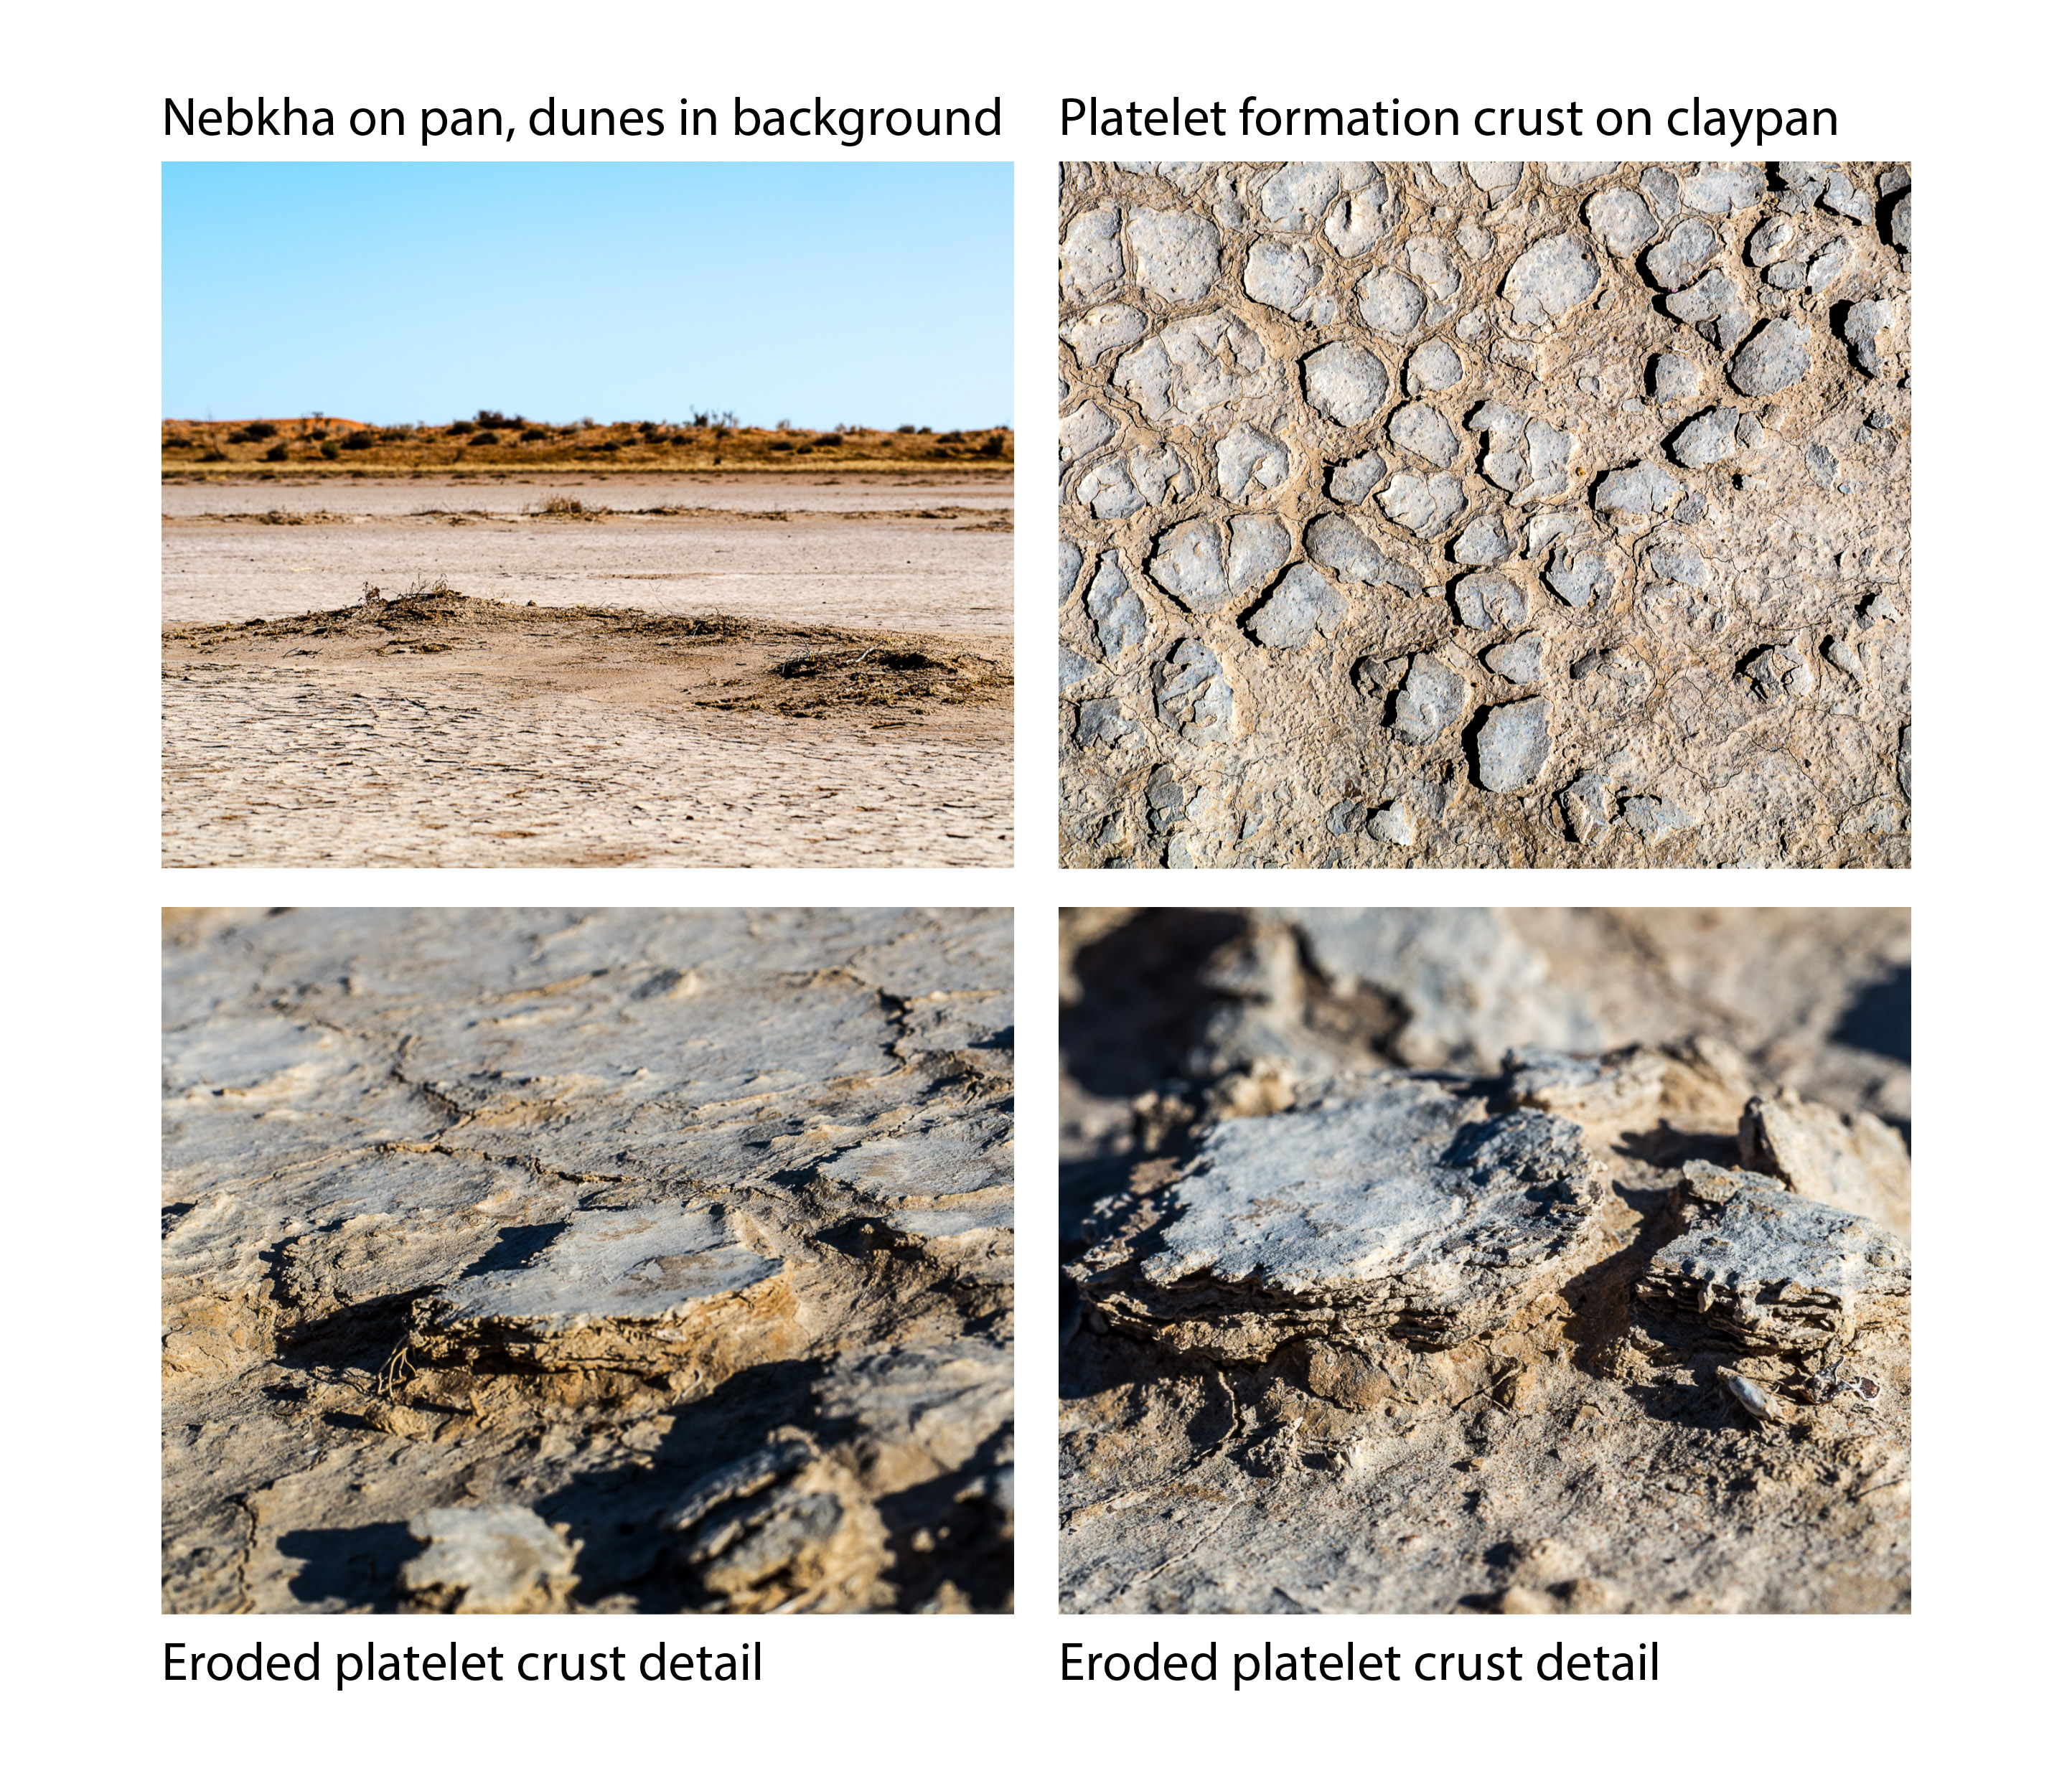 Nebkha on pan, dunes in background
Platelet formation crust on claypan
Eroded platelet crust detail
Eroded platelet crust detail